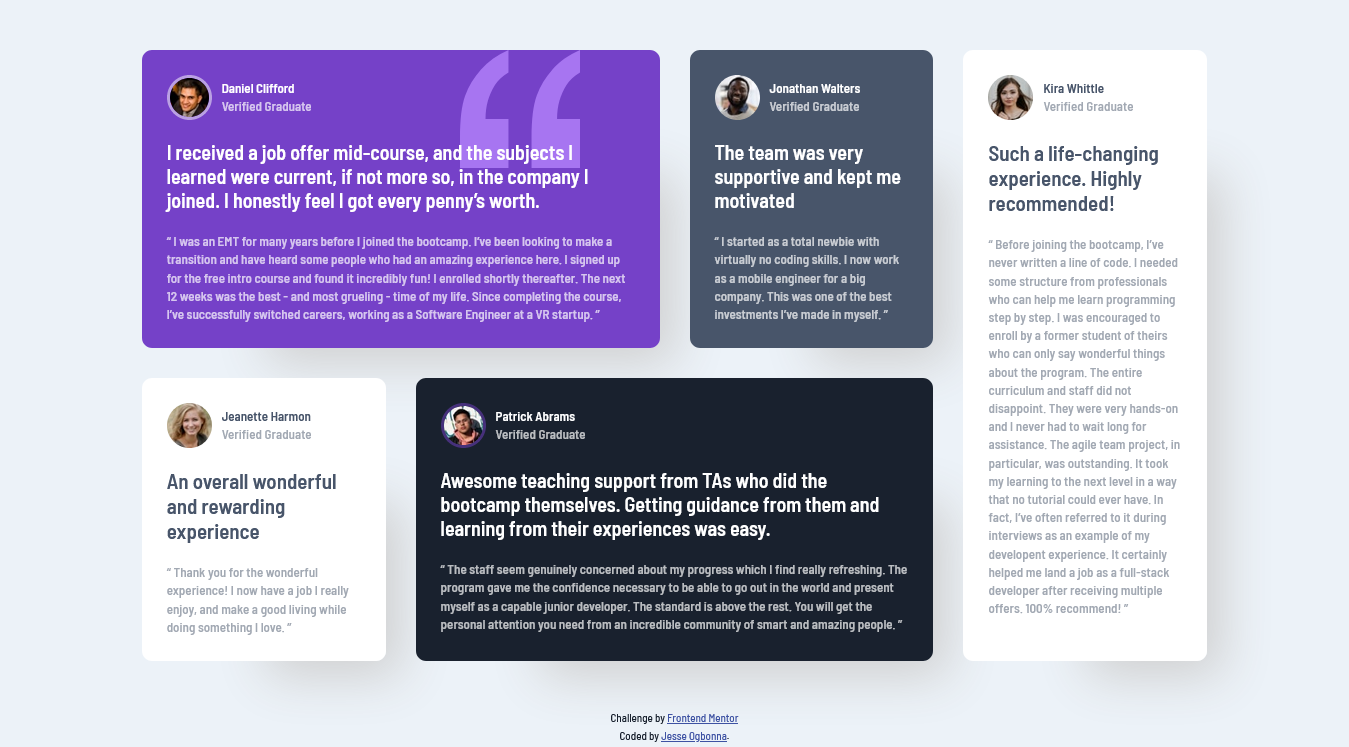 Daniel Clifford
Verified Graduate
I received a job offer mid-course, and the subjects I
learned were current, if not more so, in the company I
joined. I honestly feel I got every penny’s worth.
“ I was an EMT for many years before I joined the bootcamp. I’ve been looking to make a
transition and have heard some people who had an amazing experience here. I signed up
for the free intro course and found it incredibly fun! I enrolled shortly thereafter. The next
12 weeks was the best - and most grueling - time of my life. Since completing the course,
I’ve successfully switched careers, working as a Software Engineer at a VR startup. ”
Jonathan Walters
Verified Graduate
The team was very
supportive and kept me
motivated
“ I started as a total newbie with
virtually no coding skills. I now work
as a mobile engineer for a big
company. This was one of the best
investments I’ve made in myself. ”
Kira Whittle
Verified Graduate
Such a life-changing
experience. Highly
recommended!
“ Before joining the bootcamp, I’ve
never written a line of code. I needed
some structure from professionals
who can help me learn programming
step by step. I was encouraged to
enroll by a former student of theirs
who can only say wonderful things
about the program. The entire
curriculum and staff did not
disappoint. They were very hands-on
and I never had to wait long for
assistance. The agile team project, in
particular, was outstanding. It took
my learning to the next level in a way
that no tutorial could ever have. In
fact, I’ve often referred to it during
interviews as an example of my
developent experience. It certainly
helped me land a job as a full-stack
developer after receiving multiple
offers. 100% recommend! ”
Jeanette Harmon
Verified Graduate
An overall wonderful
and rewarding
experience
“ Thank you for the wonderful
experience! I now have a job I really
enjoy, and make a good living while
doing something I love. ”
Patrick Abrams
Verified Graduate
Awesome teaching support from TAs who did the
bootcamp themselves. Getting guidance from them and
learning from their experiences was easy.
“ The staff seem genuinely concerned about my progress which I find really refreshing. The
program gave me the confidence necessary to be able to go out in the world and present
myself as a capable junior developer. The standard is above the rest. You will get the
personal attention you need from an incredible community of smart and amazing people. ”
Challenge by Frontend Mentor
Coded by Jesse Ogbonna.